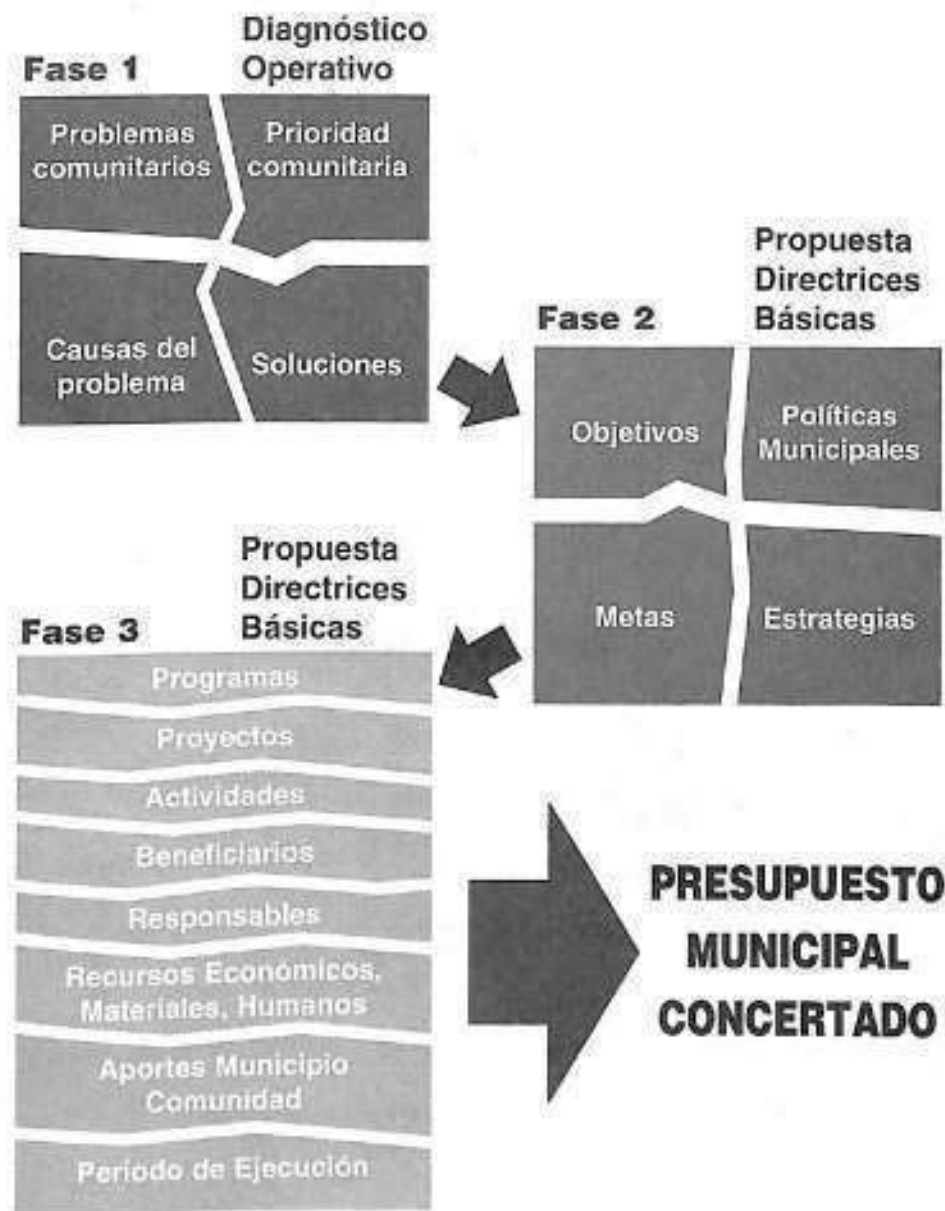 Fase 1
Diagnóstico
Operativo
Problemas
comunitarios
Prioridad
comunitaria
Causas del
problema
Soluciones
Fase 2
Propuesta
Directrices
Básicas
Objetivos
Políticas
Municipales
Metas
Estrategias
Fase 3
Propuesta
Directrices
Básicas
Programas
Proyectos
Actividades
Beneficiarios
Responsables
Recursos Económicos,
Materiales, Humanos
Aportes Municipio
Comunidad
Período de Ejecución
PRESUPUESTO
MUNICIPAL
CONCERTADO